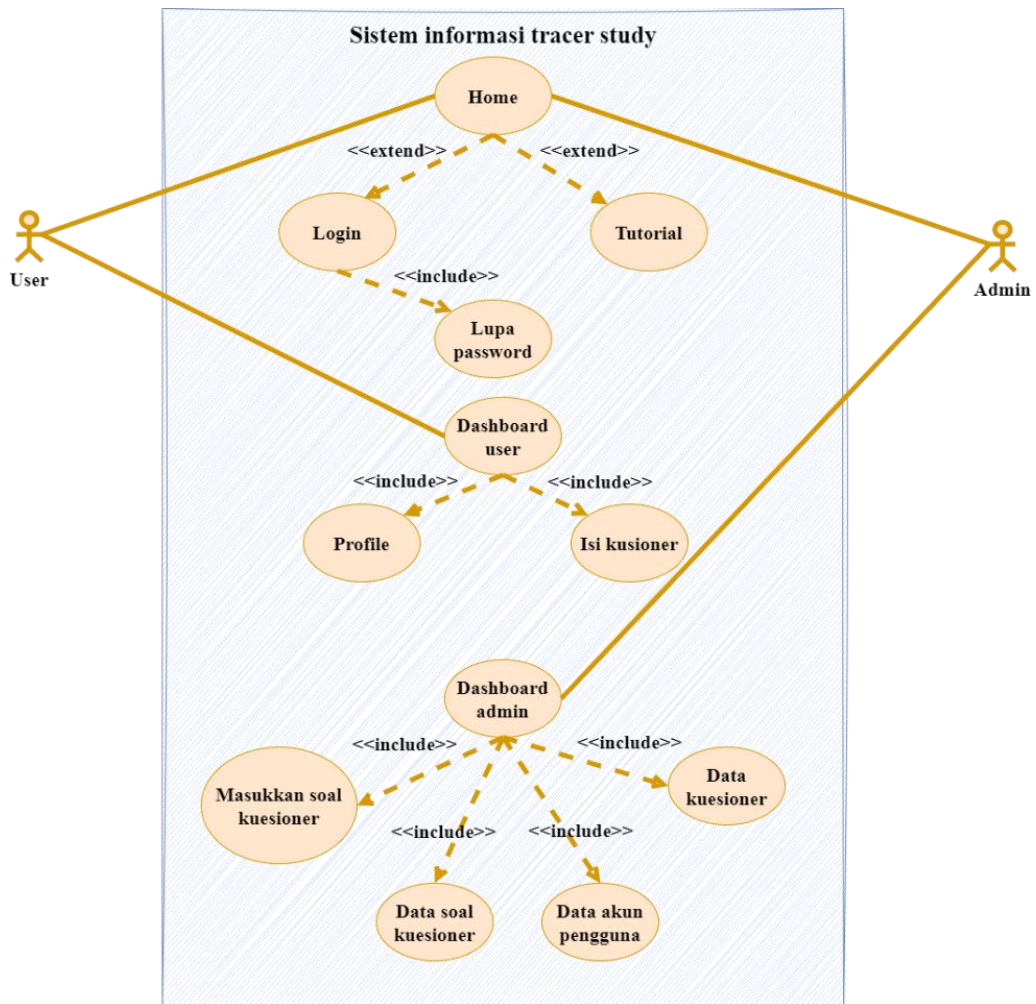 Sistem informasi tracer study
Home
<<extend>>
<<extend>>
Login
Tutorial
User
Admin
<<include>>
Lupa
password
Dashboard
user
<<include>>
<<include>>
Profile
Isi kusioner
Dashboard
admin
<<include>>
<<include>>
Masukkan soal
kuesioner
Data
kuesioner
<<include>>
<<include>>
Data soal
kuesioner
Data akun
pengguna